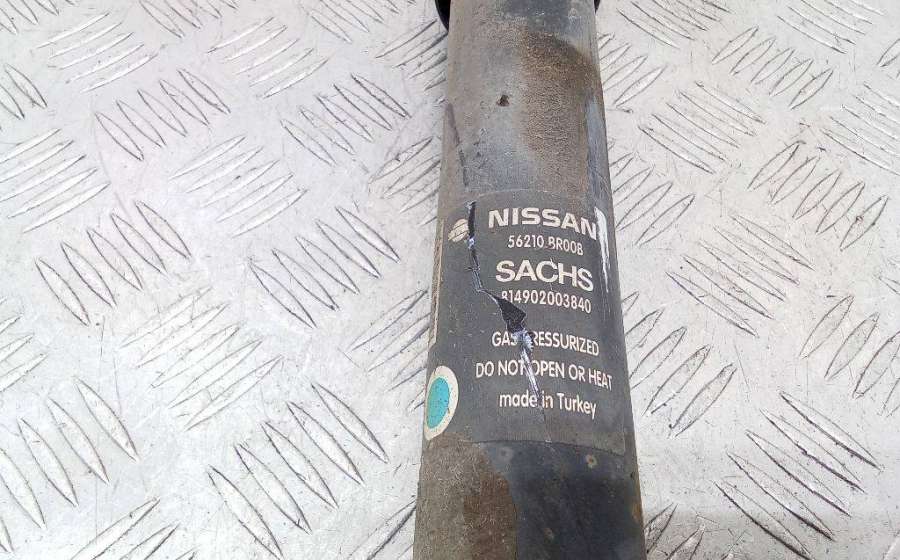 NISSAN
56210 BR00B
SACHS
814902003840
GAS PRESSURIZED
DO NOT OPEN OR HEAT
made in Turkey